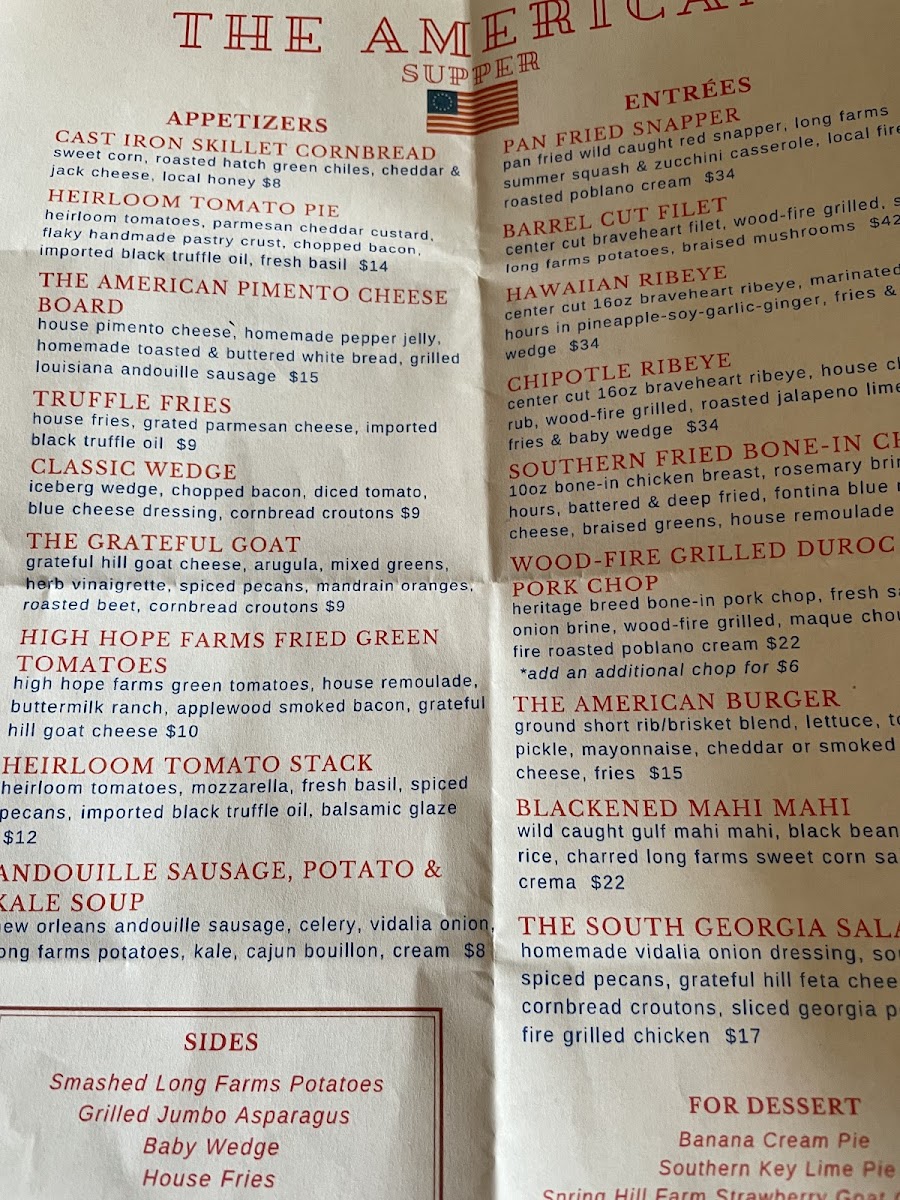 THE AMERICA
SUPPER
APPETIZERS
CAST IRON SKILLET CORNBREAD
sweet corn, roasted hatch green chiles, cheddar &
jack cheese, local honey $8
HEIRLOOM TOMATO PIE
heirloom tomatoes, parmesan cheddar custard,
flaky handmade pastry crust, chopped bacon,
imported black truffle oil, fresh basil $14
THE AMERICAN PIMENTO CHEESE
BOARD
house pimento cheese, homemade pepper jelly,
homemade toasted & buttered white bread, grilled
louisiana andouille sausage $15
TRUFFLE FRIES
house fries, grated parmesan cheese, imported
black truffle oil $9
CLASSIC WEDGE
iceberg wedge, chopped bacon, diced tomato,
blue cheese dressing, cornbread croutons $9
THE GRATEFUL GOAT
grateful hill goat cheese, arugula, mixed greens,
herb vinaigrette, spiced pecans, mandrain oranges,
roasted beet, cornbread croutons $9
HIGH HOPE FARMS FRIED GREEN
TOMATOES
high hope farms green tomatoes, house remoulade,
buttermilk ranch, applewood smoked bacon, grateful
hill goat cheese $10
HEIRLOOM TOMATO STACK
heirloom tomatoes, mozzarella, fresh basil, spiced
pecans, imported black truffle oil, balsamic glaze
$12
ANDOUILLE SAUSAGE, POTATO &
KALE SOUP
new orleans andouille sausage, celery, vidalia onion,
ong farms potatoes, kale, cajun bouillon, cream $8
SIDES
Smashed Long Farms Potatoes
Grilled Jumbo Asparagus
Baby Wedge
House Fries
ENTRÉES
PAN FRIED SNAPPER
pan fried wild caught red snapper, long farms
summer squash & zucchini casserole, local fire
roasted poblano cream $34
BARREL CUT FILET
center cut braveheart filet, wood-fire grilled,
long farms potatoes, braised mushrooms $42
HAWAIIAN RIBEYE
center cut 16oz braveheart ribeye, marinated
hours in pineapple-soy-garlic-ginger, fries &
wedge $34
CHIPOTLE RIBEYE
center cut 16oz braveheart ribeye, house
rub, wood-fire grilled, roasted jalapeno lime
fries & baby wedge $34
SOUTHERN FRIED BONE-IN
10oz bone-in chicken breast, rosemary
hours, battered & deep fried, fontina blue
cheese, braised greens, house remoulade
WOOD-FIRE GRILLED DUROC
PORK CHOP
heritage breed bone-in pork chop, fresh
onion brine, wood-fire grilled, maque
fire roasted poblano cream $22
*add an additional chop for $6
THE AMERICAN BURGER
ground short rib/brisket blend, lettuce,
pickle, mayonnaise, cheddar or smoked
cheese, fries $15
BLACKENED MAHI MAHI
wild caught gulf mahi mahi, black bean
rice, charred long farms sweet corn
crema $22
THE SOUTH GEORGIA SALA
homemade vidalia onion dressing,
spiced pecans, grateful hill feta chee
cornbread croutons, sliced georgia
fire grilled chicken $17
FOR DESSERT
Banana Cream Pie
Southern Key Lime Pie
Spring Hill Farm Strawberry Goat